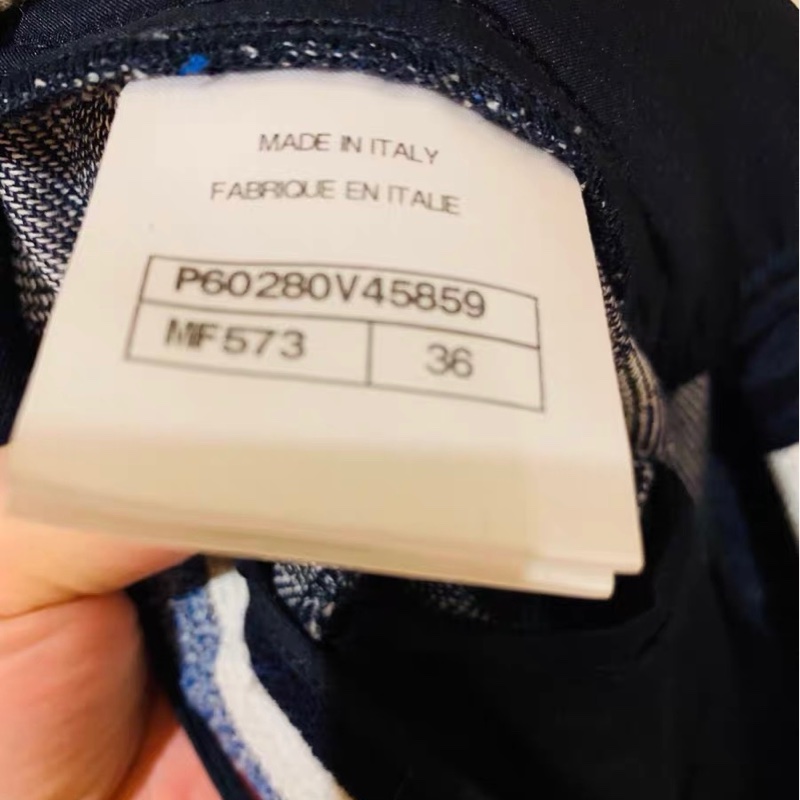 MADE IN ITALY
FABRIQUE EN ITALIE
P60280V45859
MF573 36